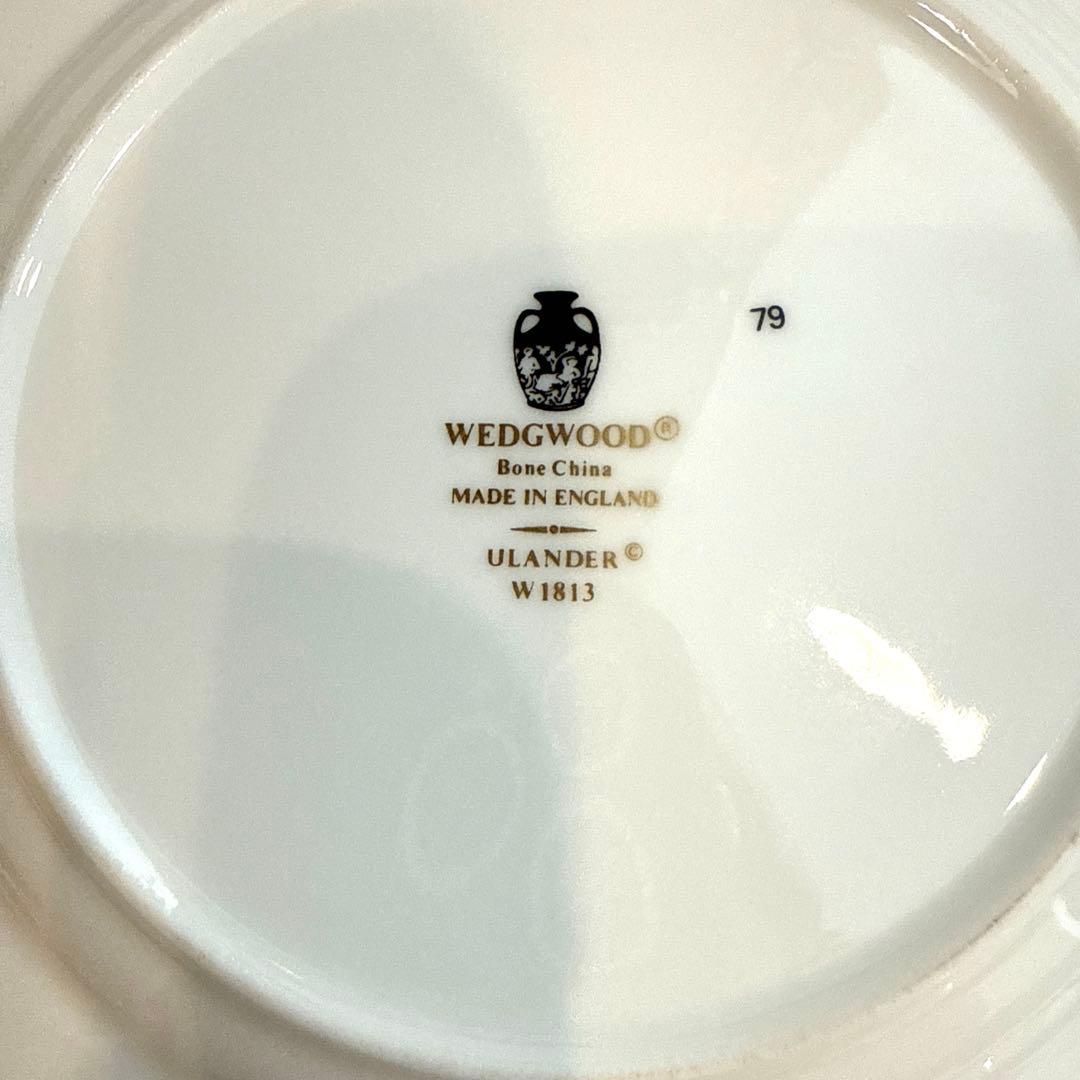 79
WEDGWOOD®
Bone China
MADE IN ENGLAND
ULANDER©
W1813